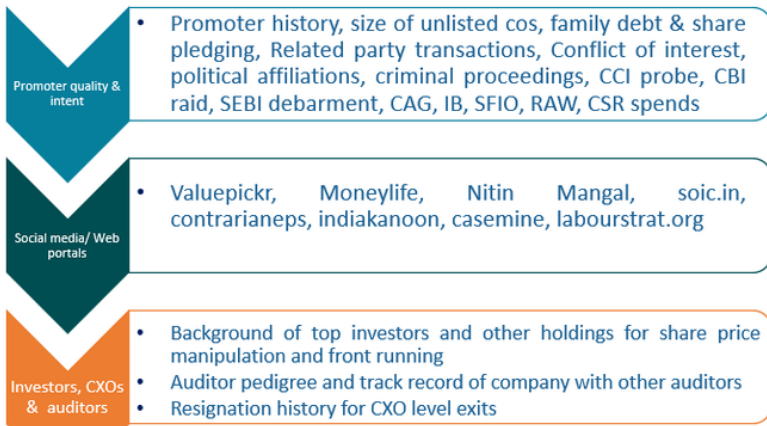 Promoter quality &
intent
• Promoter history, size of unlisted cos, family debt & share
pledging, Related party transactions, Conflict of interest,
political affiliations, criminal proceedings, CCI probe, CBI
raid, SEBI debarment, CAG, IB, SFIO, RAW, CSR spends
Social media/ Web
portals
• Valuepickr, Moneylife, Nitin Mangal, soic.in,
contrarianeps, indiakanoon, casemine, labourstrat.org
Investors, CXOs
& auditors
• Background of top investors and other holdings for share price
manipulation and front running
• Auditor pedigree and track record of company with other auditors
• Resignation history for CXO level exits